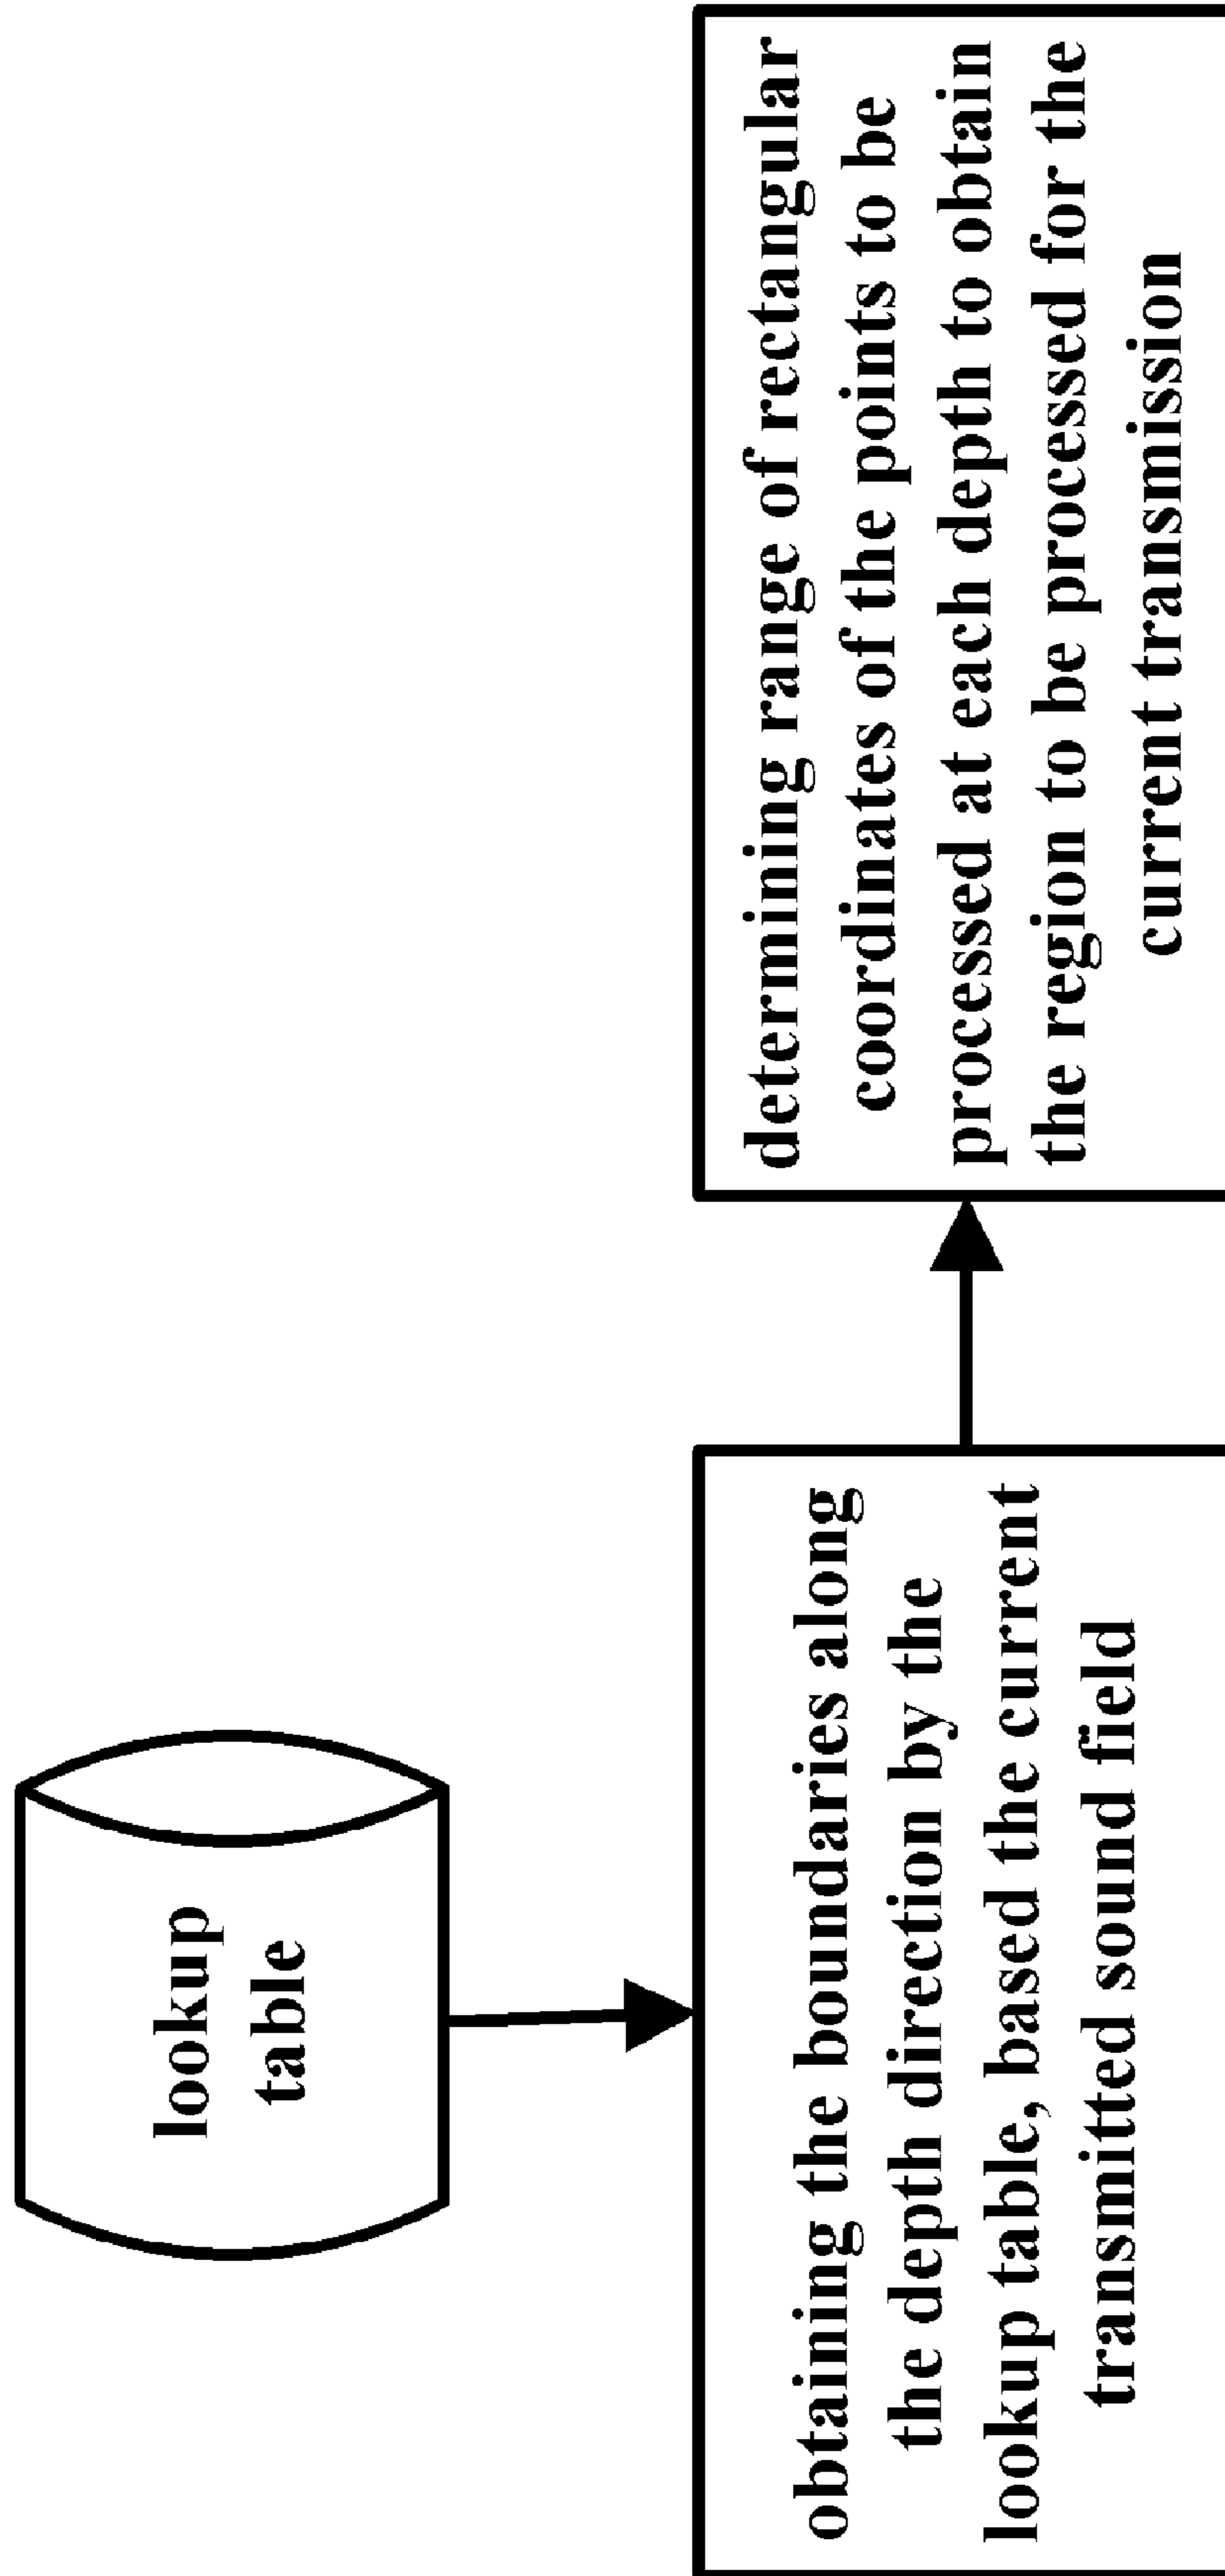 lookup
table
obtaining the boundaries along
the depth direction by the
lookup table, based the current
transmitted sound field
determining range of rectangular
coordinates of the points to be
processed at each depth to obtain
the region to be processed for the
current transmission